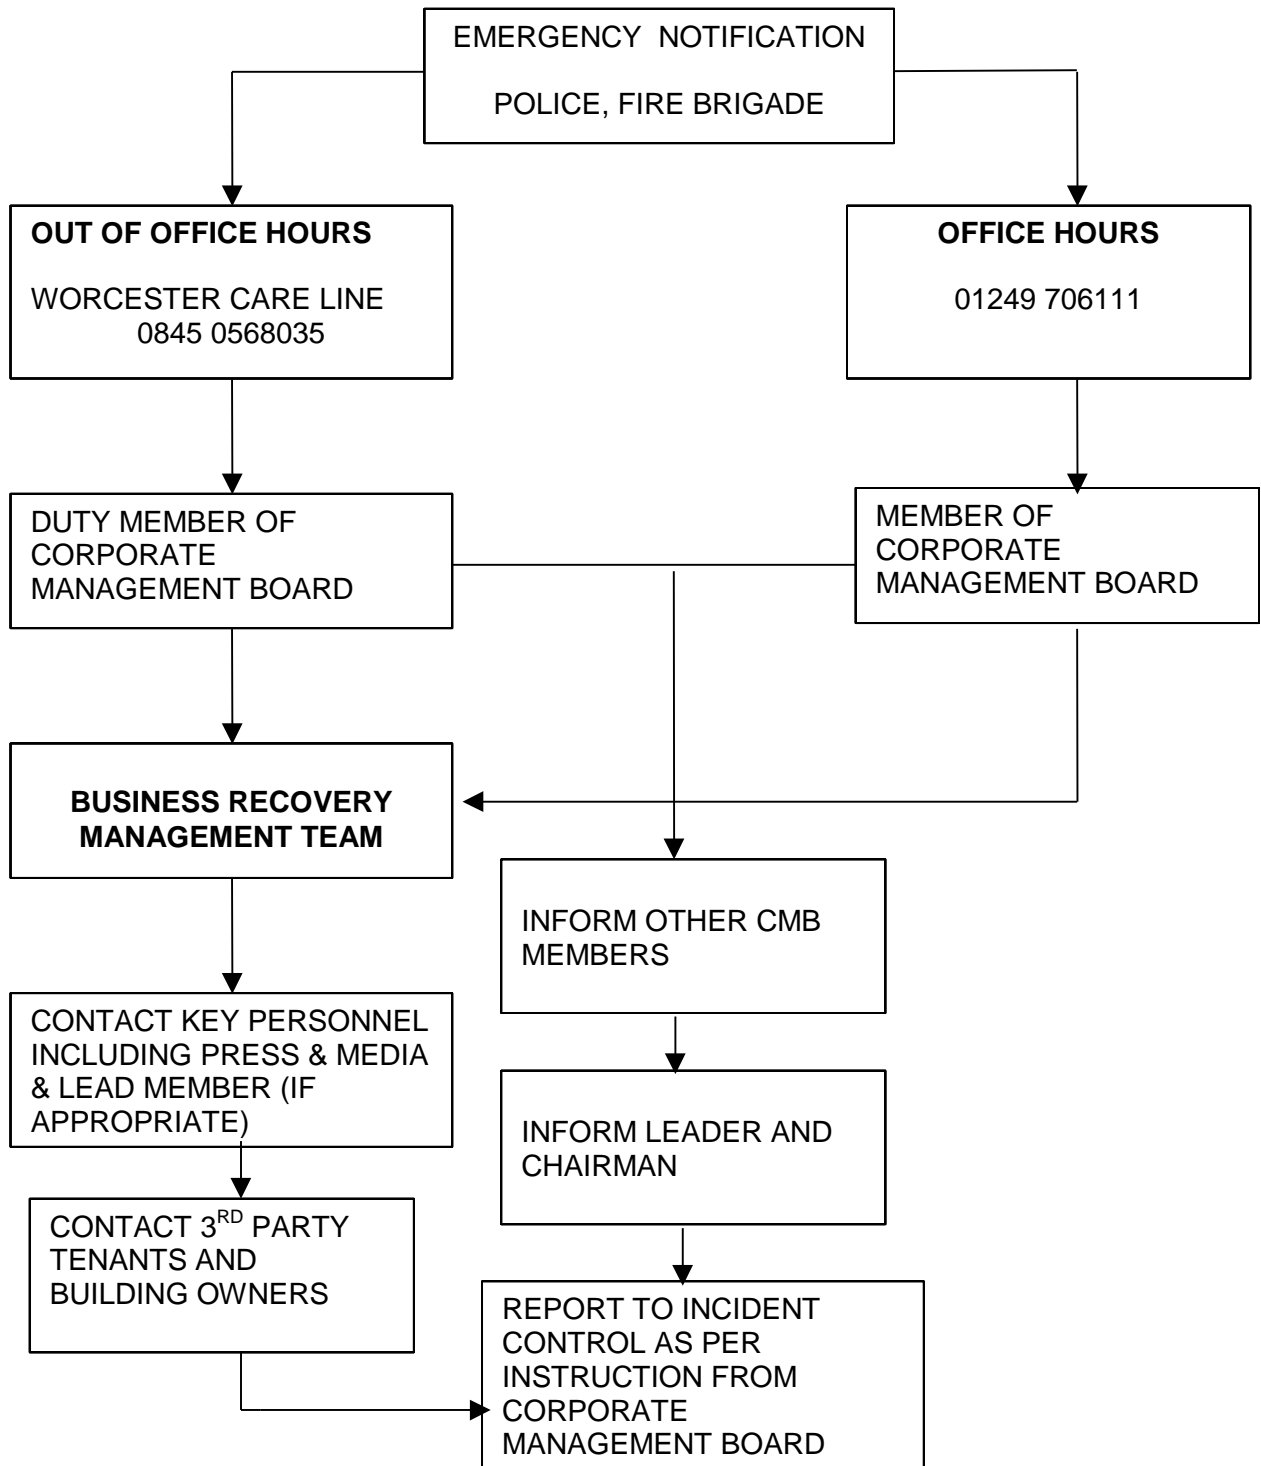 EMERGENCY NOTIFICATION
POLICE, FIRE BRIGADE
OUT OF OFFICE HOURS
WORCESTER CARE LINE
0845 0568035
OFFICE HOURS
01249 706111
DUTY MEMBER OF
CORPORATE
MANAGEMENT BOARD
MEMBER OF
CORPORATE
MANAGEMENT BOARD
BUSINESS RECOVERY
MANAGEMENT TEAM
INFORM OTHER CMB
MEMBERS
CONTACT KEY PERSONNEL
INCLUDING PRESS & MEDIA
& LEAD MEMBER (IF
APPROPRIATE)
INFORM LEADER AND
CHAIRMAN
CONTACT 3RD PARTY
TENANTS AND
BUILDING OWNERS
REPORT TO INCIDENT
CONTROL AS PER
INSTRUCTION FROM
CORPORATE
MANAGEMENT BOARD